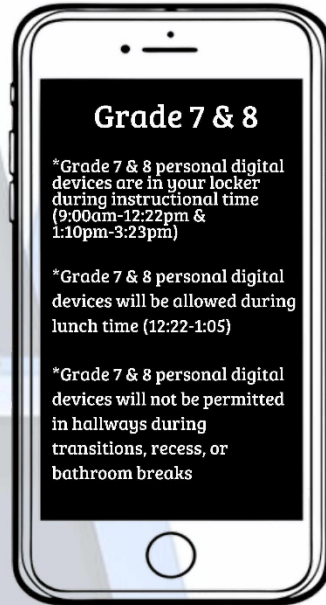 Grade 7 & 8
*Grade 7 & 8 personal digital
devices are in your locker
during instructional time
(9:00am-12:22pm &
1:10pm-3:23pm)
*Grade 7 & 8 personal digital
devices will be allowed during
lunch time (12:22-1:05)
*Grade 7 & 8 personal digital
devices will not be permitted
in hallways during
transitions, recess, or
bathroom breaks